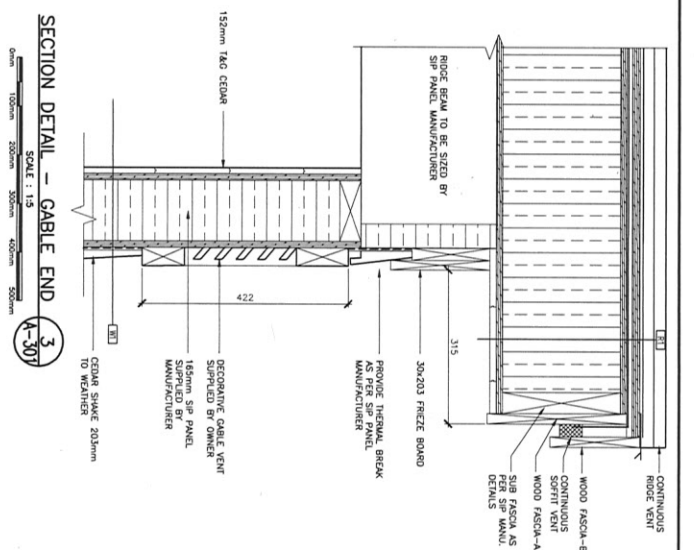 CONTINUOUS
RIDGE VENT
WOOD FASCIA-B
CONTINUOUS
SOFFIT VENT
WOOD FASCIA-A
SUB FASCIA AS
PER SIP MANU.
DETAILS
R1
315
30x203 FRIEZE BOARD
PROVIDE THERMAL BREAK
AS PER SIP PANEL
MANUFACTURER
RIDGE BEAM TO BE SIZED BY
SIP PANEL MANUFACTURER
152mm T&G CEDAR
422
DECORATIVE GABLE VENT
SUPPLIED BY OWNER
165mm SIP PANEL
SUPPLIED BY
MANUFACTURER
W1
CEDAR SHAKE 203mm
TO WEATHER
SECTION DETAIL - GABLE END
SCALE : 1:5
0mm 100mm 200mm 300mm 400mm 500mm
3
A-301